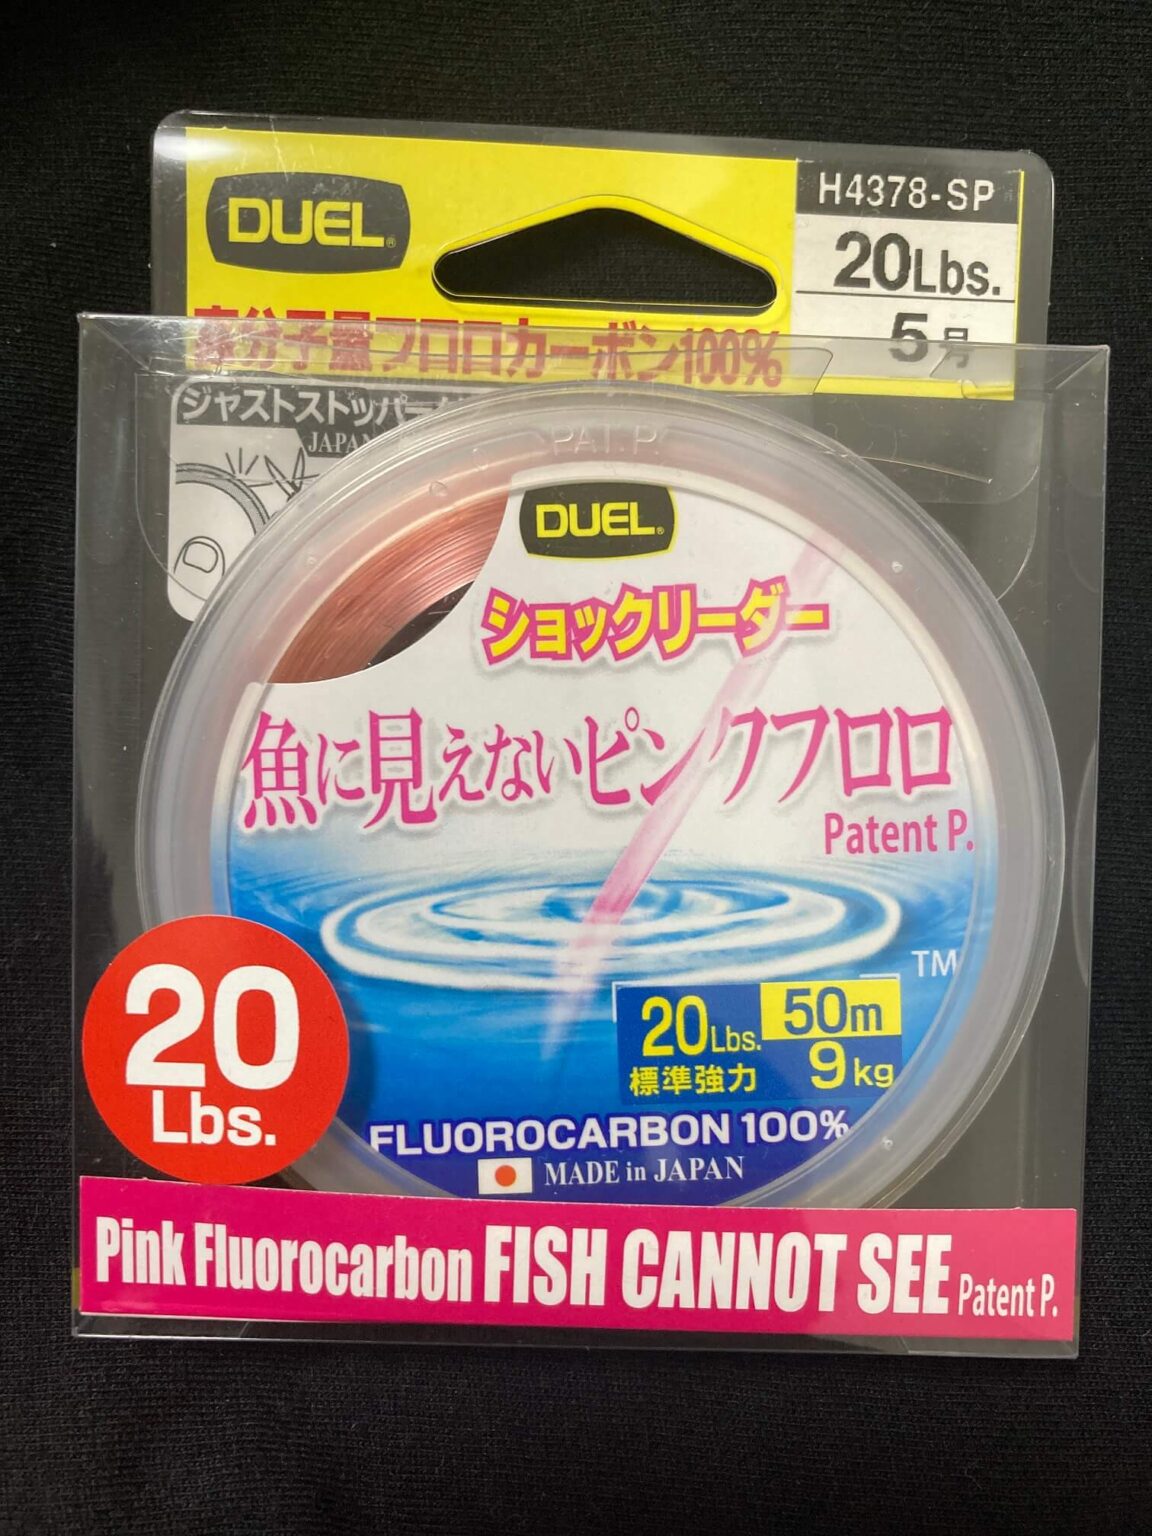 DUEL®
H4378-SP
20Lbs.
5号
高分子量フロロカーボン100%
ジャストストッパー
JAPAN
PAT.P.
DUEL®
ショックリーダー
魚に見えないピンクフロロ
Patent P.
TM
20Lbs. 50m
標準強力 9kg
FLUOROCARBON 100%
MADE in JAPAN
20
Lbs.
Pink Fluorocarbon FISH CANNOT SEE Patent P.